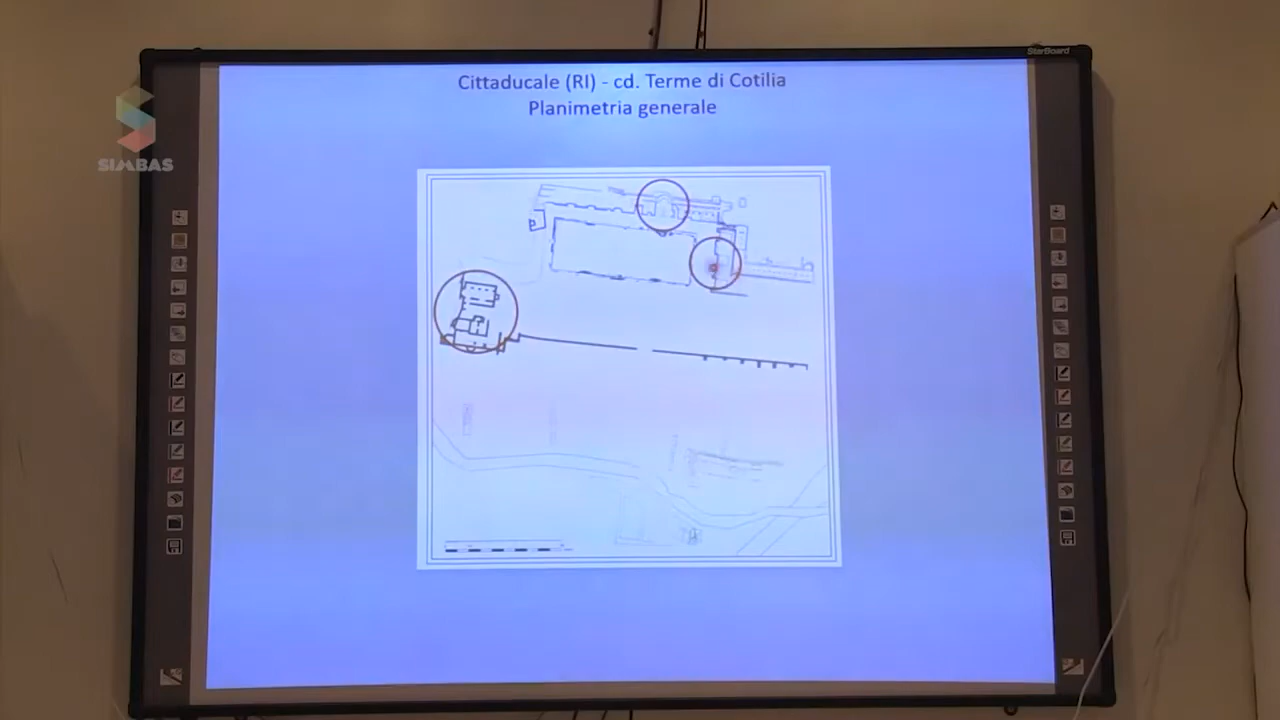 StarBoard
Cittaducale (RI) - cd. Terme di Cotilia
Planimetria generale
SIMBAS